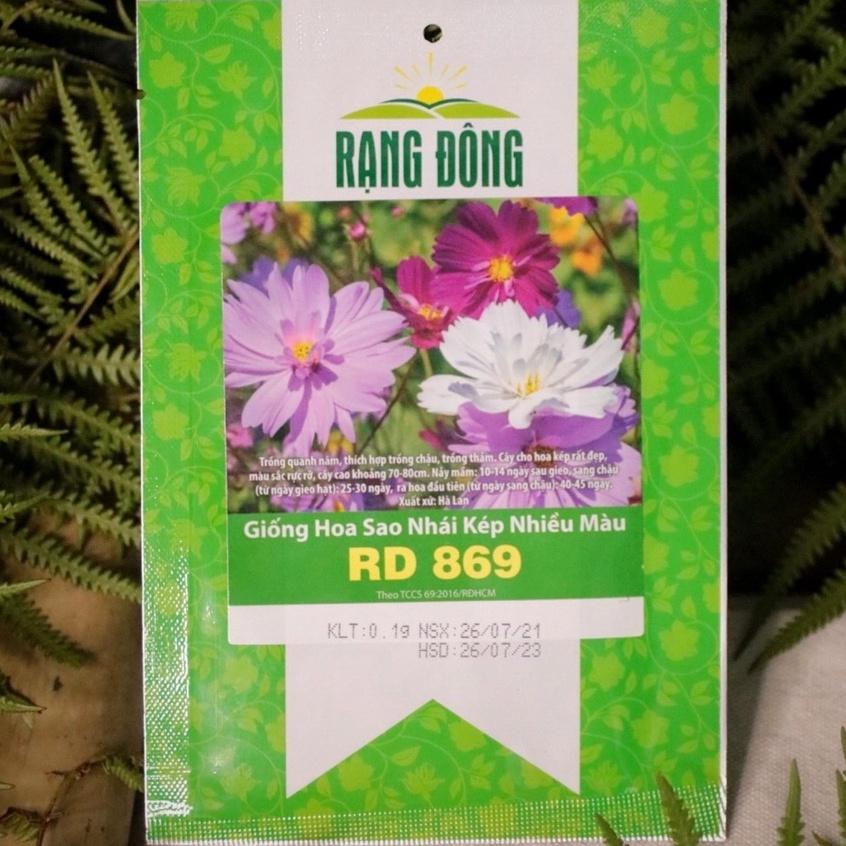 RẠNG ĐÔNG
Trồng quanh năm, thích hợp trồng chậu, trồng thảm. Cây cho hoa kép rất đẹp,
màu sắc rực rỡ, cây cao khoảng 70-80cm. Nảy mầm: 10-14 ngày sau gieo, sang chậu
(từ ngày gieo hạt): 25-30 ngày, ra hoa đầu tiên (từ ngày sang chậu): 40-45 ngày.
Xuất xứ: Hà Lan
Giống Hoa Sao Nhái Kép Nhiều Màu
RD 869
Theo TCCS 69:2016/RĐHCM
KLT:0.1g NSX:26/07/21
HSD:26/07/23